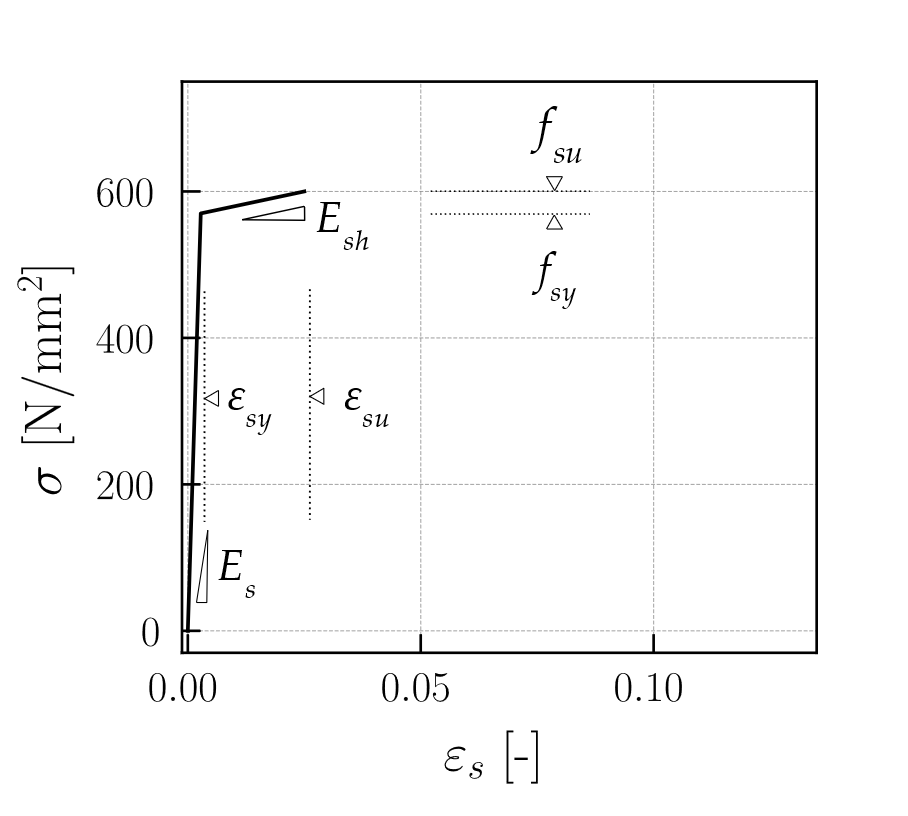 f_su
600
E_sh
f_sy
400
ε_sy
ε_su
σ [N/mm²]
200
E_s
0
0.00
0.05
0.10
ε_s [-]